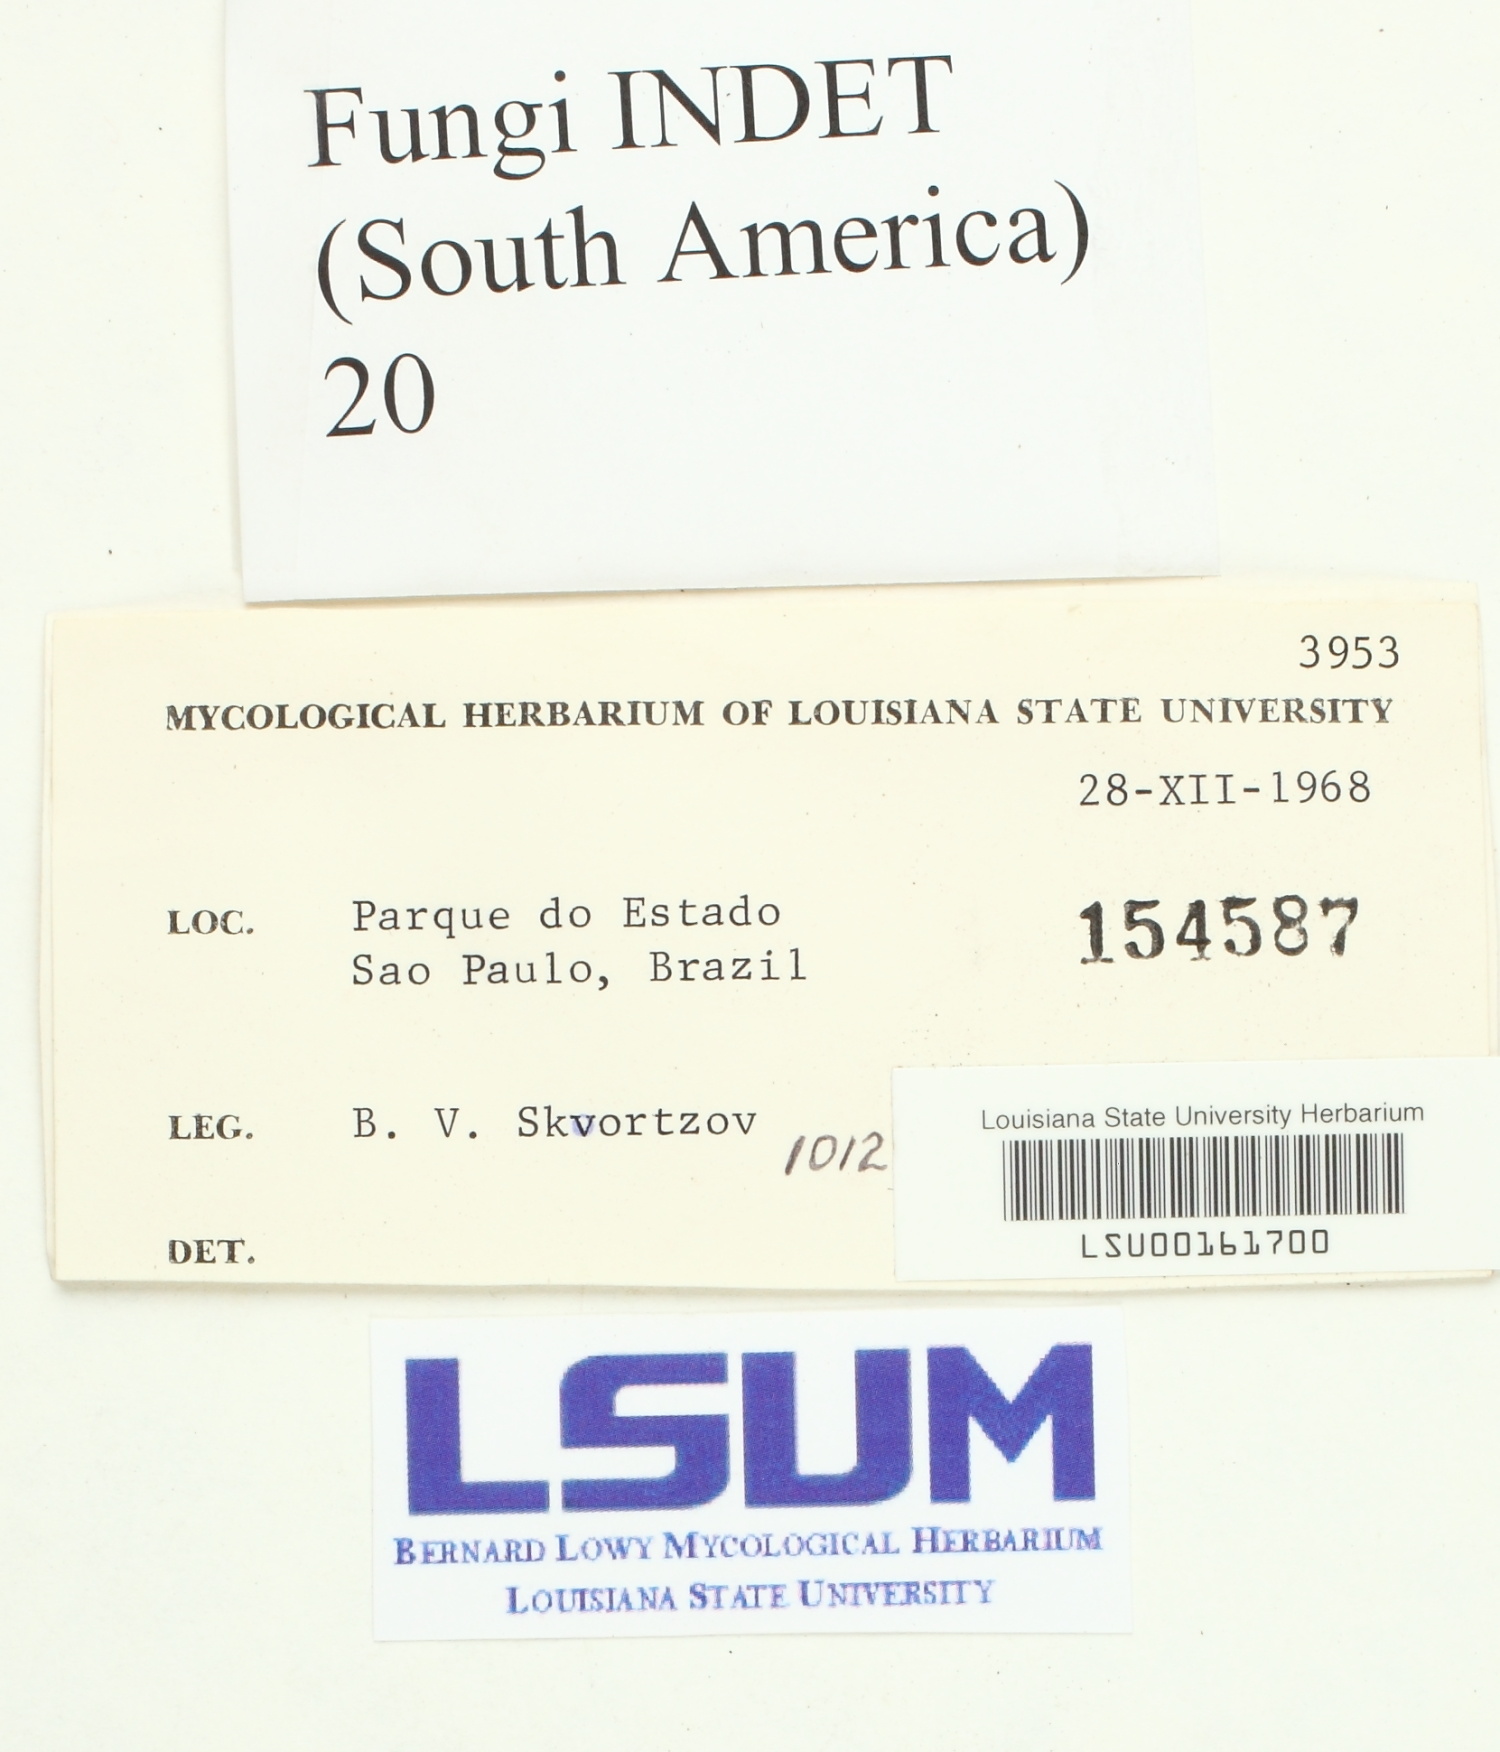 Fungi INDET
(South America)
20
3953
MYCOLOGICAL HERBARIUM OF LOUISIANA STATE UNIVERSITY
28-XII-1968
LOC. Parque do Estado
Sao Paulo, Brazil
154587
LEG. B. V. Skvortzov
1012
DET.
Louisiana State University Herbarium
LSU00161700
LSUM
BERNARD LOWY MYCOLOGICAL HERBARIUM
LOUISIANA STATE UNIVERSITY